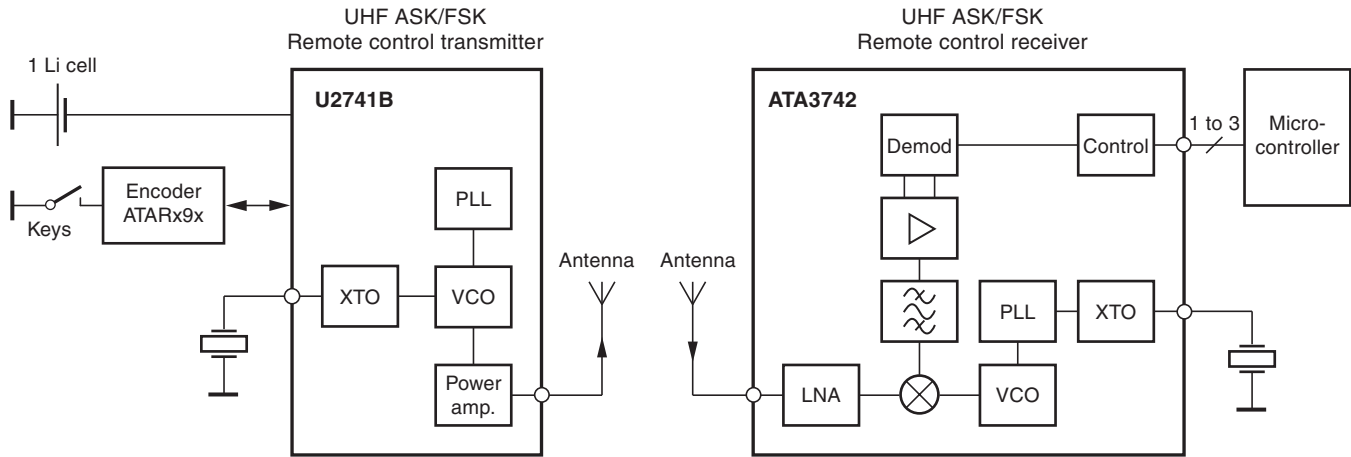 UHF ASK/FSK
Remote control transmitter
UHF ASK/FSK
Remote control receiver
1 Li cell
U2741B
Encoder
ATARx9x
Keys
PLL
XTO
VCO
Power
amp.
Antenna
Antenna
ATA3742
Demod
Control
1 to 3
Micro-
controller
PLL
XTO
LNA
VCO